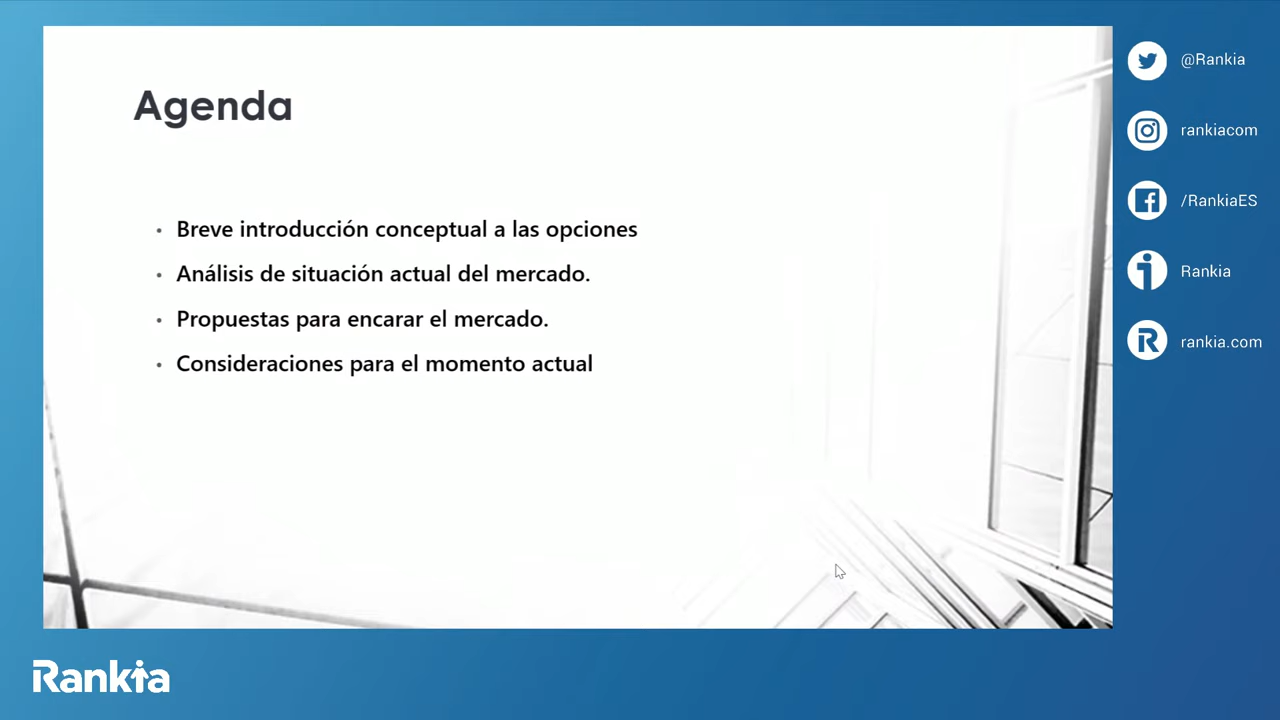 Agenda
Breve introducción conceptual a las opciones
Análisis de situación actual del mercado.
Propuestas para encarar el mercado.
Consideraciones para el momento actual
@Rankia
rankiacom
/RankiaES
Rankia
rankia.com
Rankia